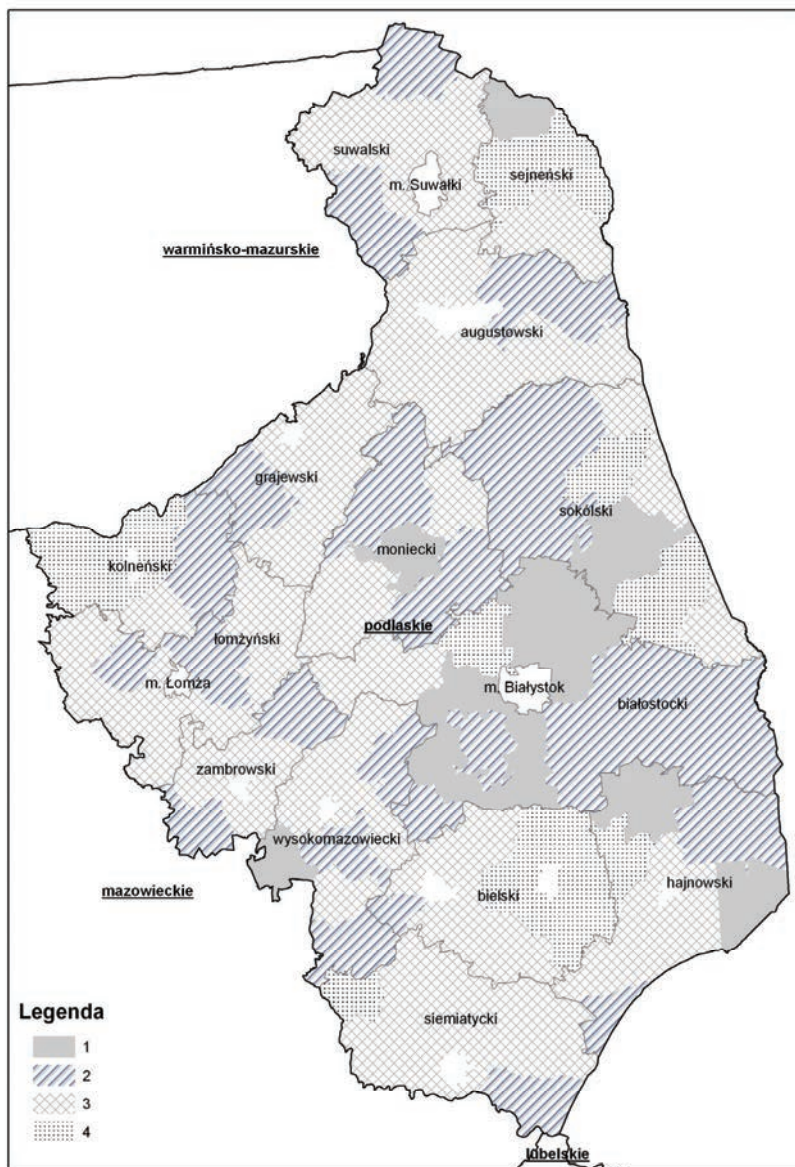 suwalski
m. Suwałki
sejneński
warmińsko-mazurskie
augustowski
grajewski
sokólski
moniecki
kolneński
łomżyński
podlaskie
m. Łomża
m. Białystok
białostocki
zambrowski
wysokomazowiecki
hajnowski
mazowieckie
bielski
Legenda
siemiatycki
1
2
3
4
lubelskie